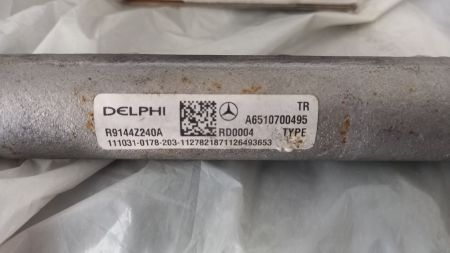 DELPHI TR
A6510700495
R9144Z240A RD0004 TYPE
111031-0178-203-1127821871126493653